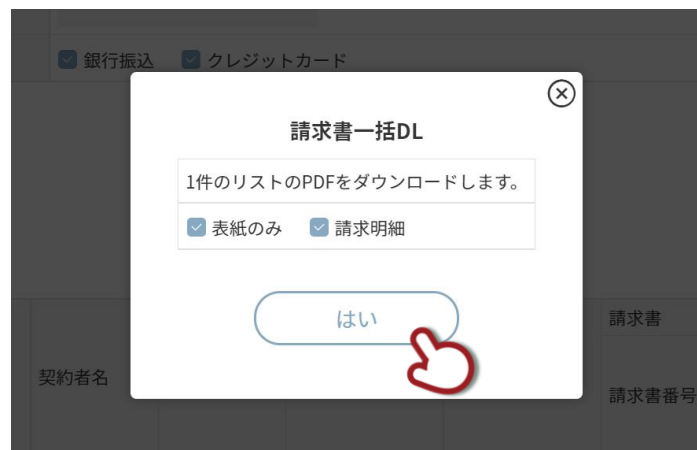 銀行振込 クレジットカード
請求書一括DL
1件のリストのPDFをダウンロードします。
表紙のみ 請求明細
はい
請求書
契約者名
請求書番号